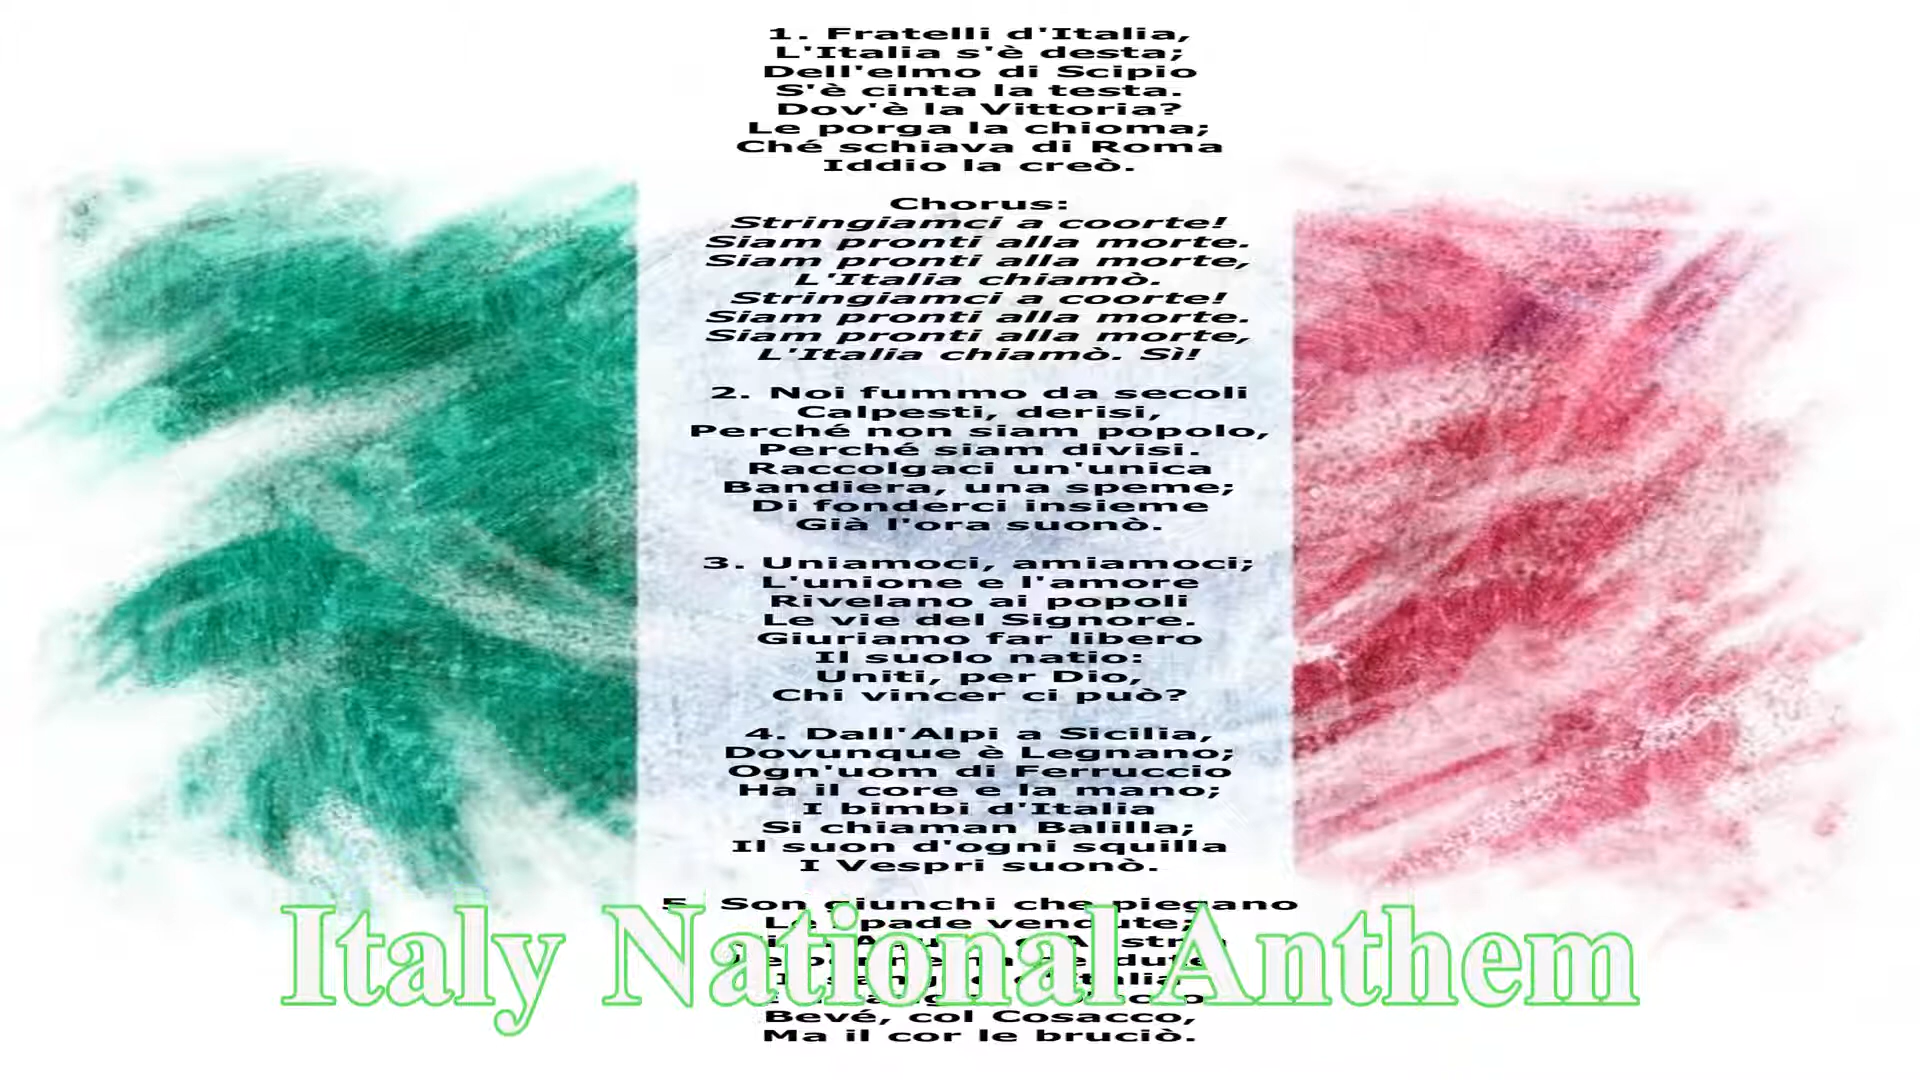 1. Fratelli d'Italia,
L'Italia s'è desta;
Dell'elmo di Scipio
S'è cinta la testa.
Dov'è la Vittoria?
Le porga la chioma;
Ché schiava di Roma
Iddio la creò.
Chorus:
Stringiamci a coorte!
Siam pronti alla morte.
Siam pronti alla morte,
L'Italia chiamò.
Stringiamci a coorte!
Siam pronti alla morte.
Siam pronti alla morte,
L'Italia chiamò. Sì!
2. Noi fummo da secoli
Calpesti, derisi,
Perché non siam popolo,
Perché siam divisi.
Raccolgaci un'unica
Bandiera, una speme;
Di fonderci insieme
Già l'ora suonò.
3. Uniamoci, amiamoci;
L'unione e l'amore
Rivelano ai popoli
Le vie del Signore.
Giuriamo far libero
Il suolo natio:
Uniti, per Dio,
Chi vincer ci può?
4. Dall'Alpi a Sicilia,
Dovunque è Legnano;
Ogn'uom di Ferruccio
Ha il core e la mano;
I bimbi d'Italia
Si chiaman Balilla;
Il suon d'ogni squilla
I Vespri suonò.
5. Son giunchi che piegano
Le spade vendute;
Italy National Anthem
Bevé, col Cosacco,
Ma il cor le bruciò.